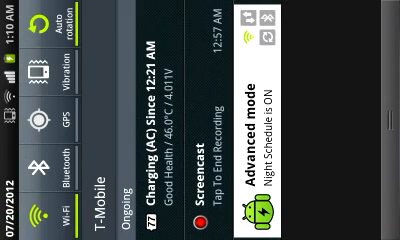 07/20/2012 1:10 AM
Wi-Fi
Bluetooth
GPS
Vibration
Auto
rotation
T-Mobile
Ongoing
77 Charging (AC) Since 12:21 AM
Good Health / 46.0°C / 4.011V
Screencast
Tap To End Recording 12:57 AM
Advanced mode
Night Schedule is ON